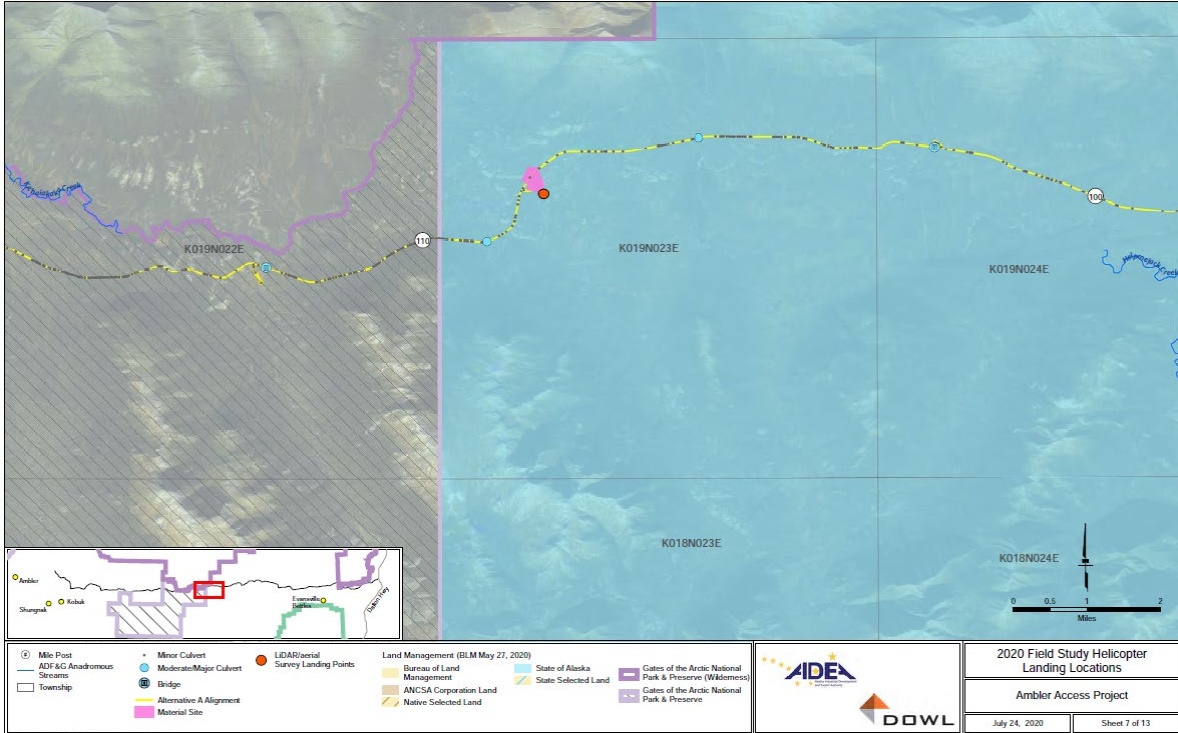 Reed/Akavik Creek
K019N022E
110
K019N023E
100
K019N024E
Helpmejack Creek
K018N023E
K018N024E
0 0.5 1 2
Miles
Ambler
Shungnak
Kobuk
Evansville
Bettles
Dalton Hwy
# Mile Post
ADF&G Anadromous
Streams
Township
Minor Culvert
Moderate/Major Culvert
Bridge
Alternative A Alignment
Material Site
LiDAR/aerial
Survey Landing Points
Land Management (BLM May 27, 2020)
Bureau of Land
Management
ANCSA Corporation Land
Native Selected Land
State of Alaska
State Selected Land
Gates of the Arctic National
Park & Preserve (Wilderness)
Gates of the Arctic National
Park & Preserve
AIDEA
DOWL
2020 Field Study Helicopter
Landing Locations
Ambler Access Project
July 24, 2020
Sheet 7 of 13